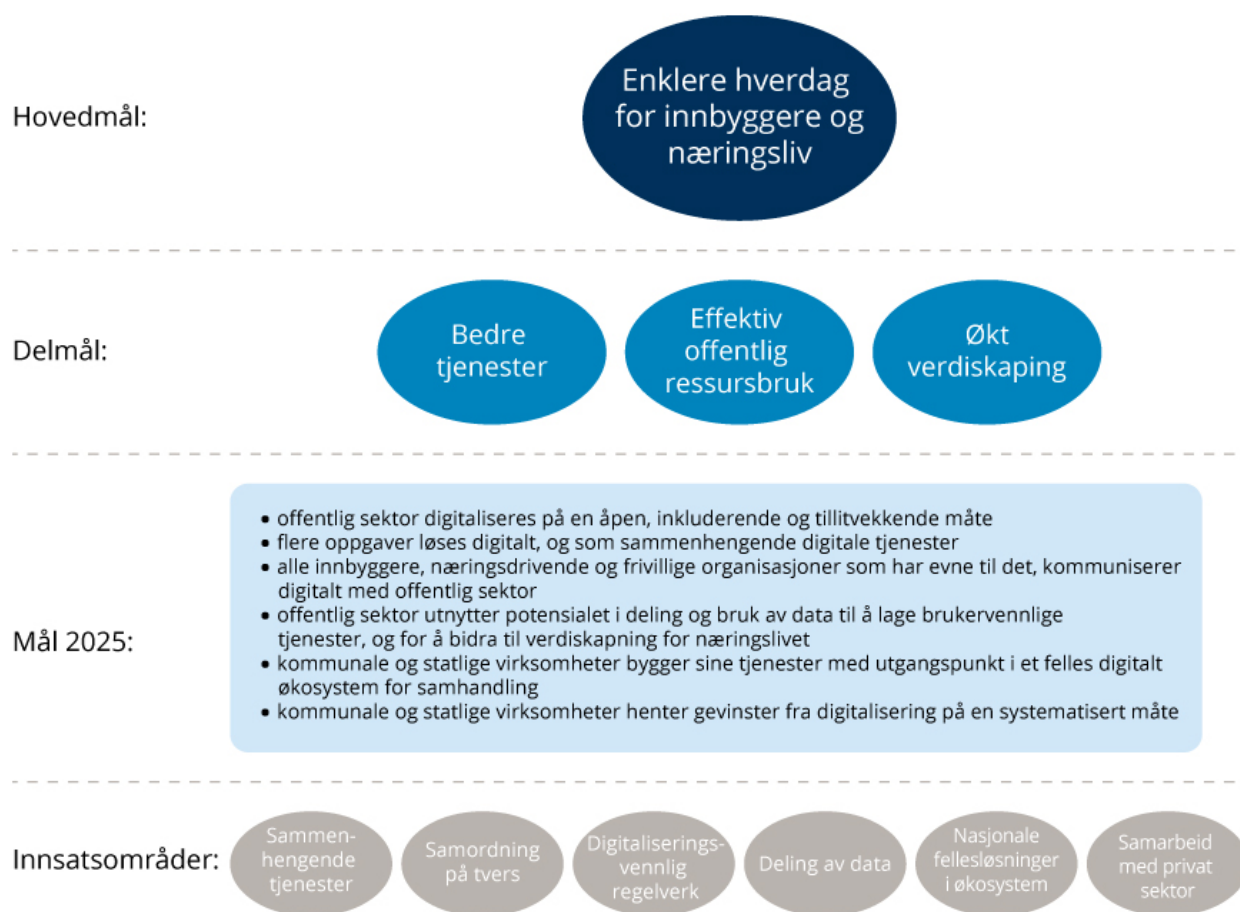 Hovedmål:
Enklere hverdag
for innbyggere og
næringsliv
Delmål:
Bedre
tjenester
Effektiv
offentlig
ressursbruk
Økt
verdiskaping
Mål 2025:
• offentlig sektor digitaliseres på en åpen, inkluderende og tillitvekkende måte
• flere oppgaver løses digitalt, og som sammenhengende digitale tjenester
• alle innbyggere, næringsdrivende og frivillige organisasjoner som har evne til det, kommuniserer
digitalt med offentlig sektor
• offentlig sektor utnytter potensialet i deling og bruk av data til å lage brukervennlige
tjenester, og for å bidra til verdiskapning for næringslivet
• kommunale og statlige virksomheter bygger sine tjenester med utgangspunkt i et felles digitalt
økosystem for samhandling
• kommunale og statlige virksomheter henter gevinster fra digitalisering på en systematisert måte
Innsatsområder:
Sammen-
hengende
tjenester
Samordning
på tvers
Digitaliserings-
vennlig
regelverk
Deling av data
Nasjonale
fellesløsninger
i økosystem
Samarbeid
med privat
sektor